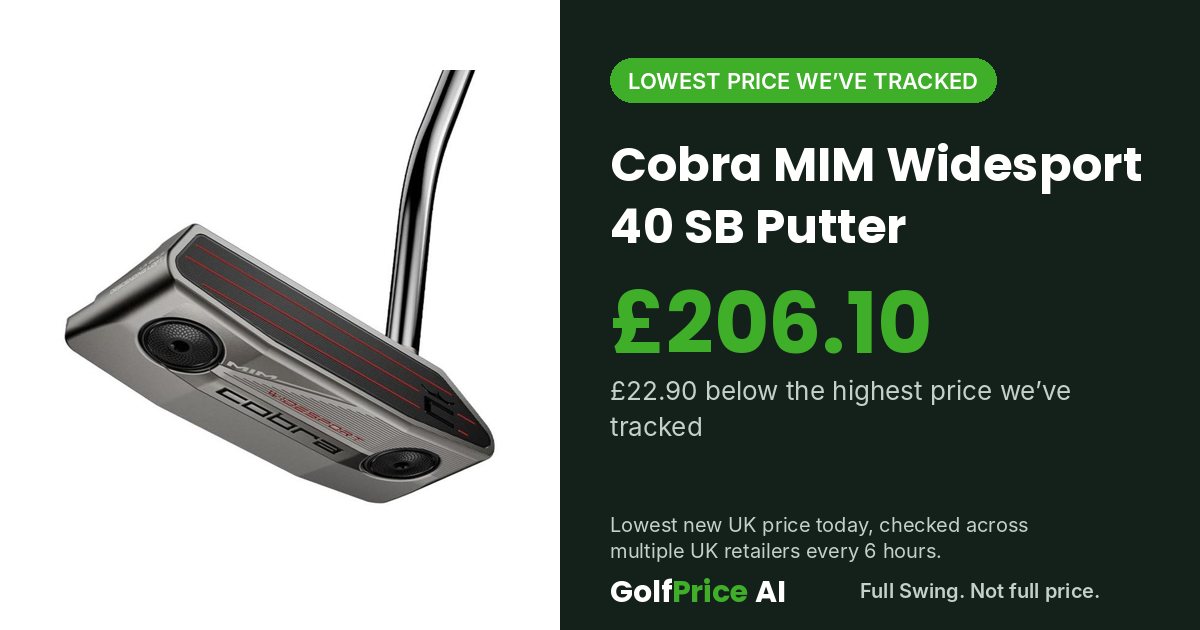 LOWEST PRICE WE’VE TRACKED
Cobra MIM Widesport
40 SB Putter
£206.10
£22.90 below the highest price we’ve
tracked
Lowest new UK price today, checked across
multiple UK retailers every 6 hours.
GolfPrice AI
Full Swing. Not full price.
MIM
WIDESPORT
cobra